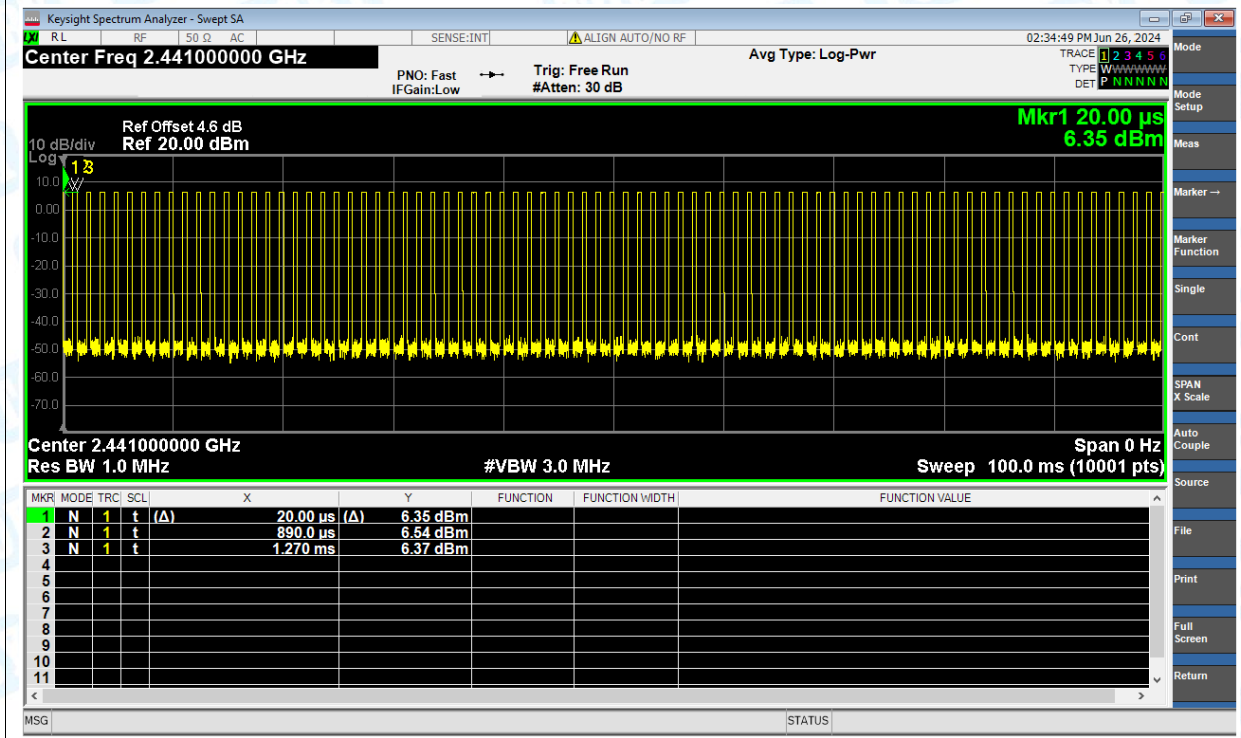 Keysight Spectrum Analyzer - Swept SA
LXI RL RF 50 Ω AC SENSE:INT ALIGN AUTO/NO RF 02:34:49 PM Jun 26, 2024
Center Freq 2.441000000 GHz
PNO: Fast
IFGain:Low
Trig: Free Run
#Atten: 30 dB
Avg Type: Log-Pwr
TRACE 1 2 3 4 5 6
TYPE WWWWWWW
DET P N N N N N
Mkr1 20.00 µs
6.35 dBm
Ref Offset 4.6 dB
10 dB/div Ref 20.00 dBm
Log
1 2 3
10.0
0.00
-10.0
-20.0
-30.0
-40.0
-50.0
-60.0
-70.0
Center 2.441000000 GHz Span 0 Hz
Res BW 1.0 MHz #VBW 3.0 MHz Sweep 100.0 ms (10001 pts)
MKR MODE TRC SCL X Y FUNCTION FUNCTION WIDTH FUNCTION VALUE
1 N 1 t (Δ) 20.00 µs (Δ) 6.35 dBm
2 N 1 t 890.0 µs 6.54 dBm
3 N 1 t 1.270 ms 6.37 dBm
4
5
6
7
8
9
10
11
MSG STATUS
Mode
Mode
Setup
Meas
Marker →
Marker
Function
Single
Cont
SPAN
X Scale
Auto
Couple
Source
File
Print
Full
Screen
Return